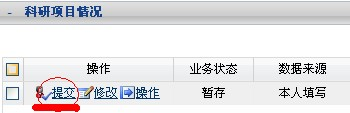 - 科研项目情况
操作 业务状态 数据来源
提交 修改 操作 暂存 本人填写